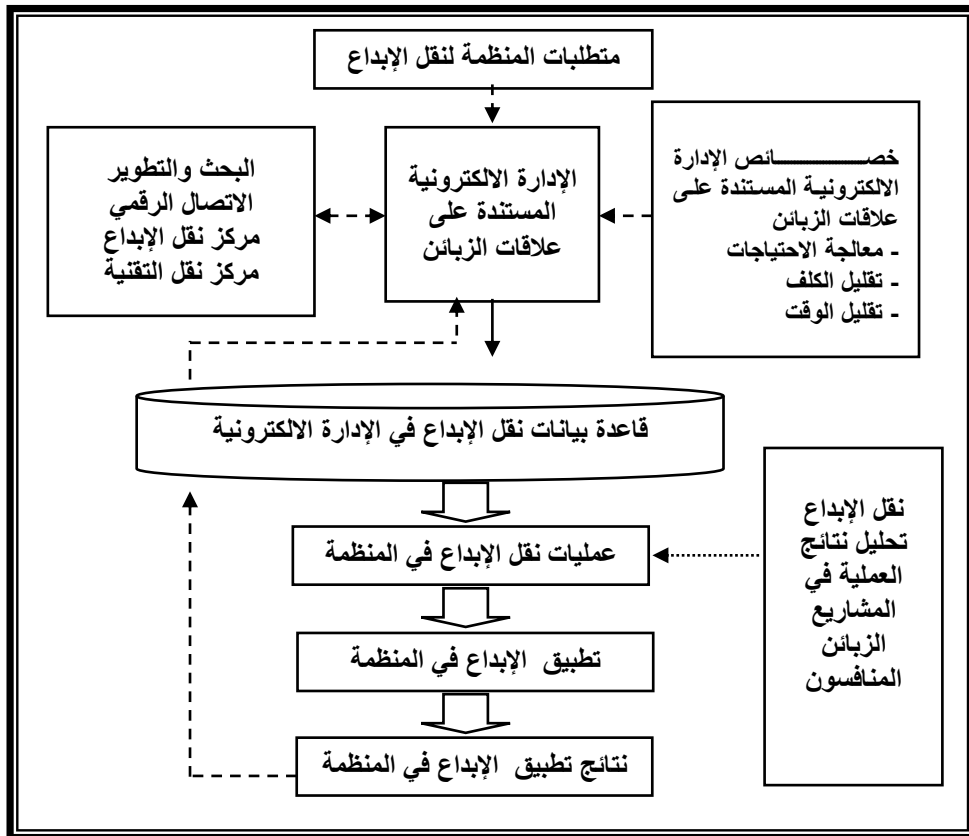 متطلبات المنظمة لنقل الإبداع
خصـــــــــائص الإدارة
الالكترونية المستندة على
علاقات الزبائن
- معالجة الاحتياجات
- تقليل الكلف
- تقليل الوقت
الإدارة الالكترونية
المستندة على
علاقات الزبائن
البحث والتطوير
الاتصال الرقمي
مركز نقل الإبداع
مركز نقل التقنية
قاعدة بيانات نقل الإبداع في الإدارة الالكترونية
نقل الإبداع
تحليل نتائج
العملية في
المشاريع
الزبائن
المنافسون
عمليات نقل الإبداع في المنظمة
تطبيق الإبداع في المنظمة
نتائج تطبيق الإبداع في المنظمة